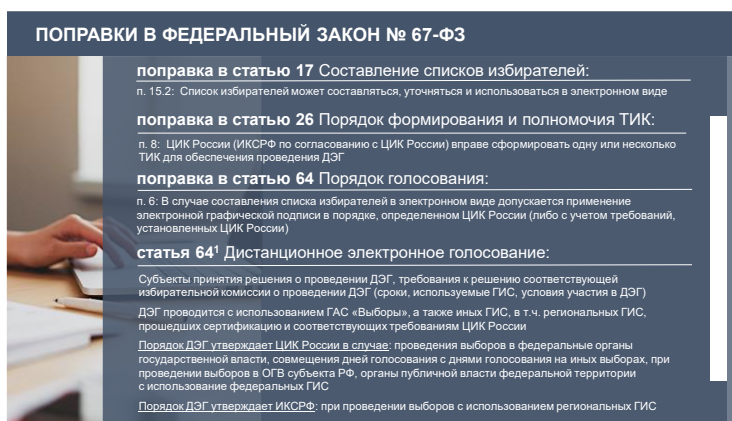 ПОПРАВКИ В ФЕДЕРАЛЬНЫЙ ЗАКОН № 67-ФЗ
поправка в статью 17 Составление списков избирателей:
п. 15.2: Список избирателей может составляться, уточняться и использоваться в электронном виде
поправка в статью 26 Порядок формирования и полномочия ТИК:
п. 8: ЦИК России (ИКСРФ по согласованию с ЦИК России) вправе сформировать одну или несколько
ТИК для обеспечения проведения ДЭГ
поправка в статью 64 Порядок голосования:
п. 6: В случае составления списка избирателей в электронном виде допускается применение
электронной графической подписи в порядке, определенном ЦИК России (либо с учетом требований,
установленных ЦИК России)
статья 64¹ Дистанционное электронное голосование:
Субъекты принятия решения о проведении ДЭГ, требования к решению соответствующей
избирательной комиссии о проведении ДЭГ (сроки, используемые ГИС, условия участия в ДЭГ)
ДЭГ проводится с использованием ГАС «Выборы», а также иных ГИС, в т.ч. региональных ГИС,
прошедших сертификацию и соответствующих требованиям ЦИК России
Порядок ДЭГ утверждает ЦИК России в случае: проведения выборов в федеральные органы
государственной власти, совмещения дней голосования с днями голосования на иных выборах, при
проведении выборов в ОГВ субъекта РФ, органы публичной власти федеральной территории
с использование федеральных ГИС
Порядок ДЭГ утверждает ИКСРФ: при проведении выборов с использованием региональных ГИС